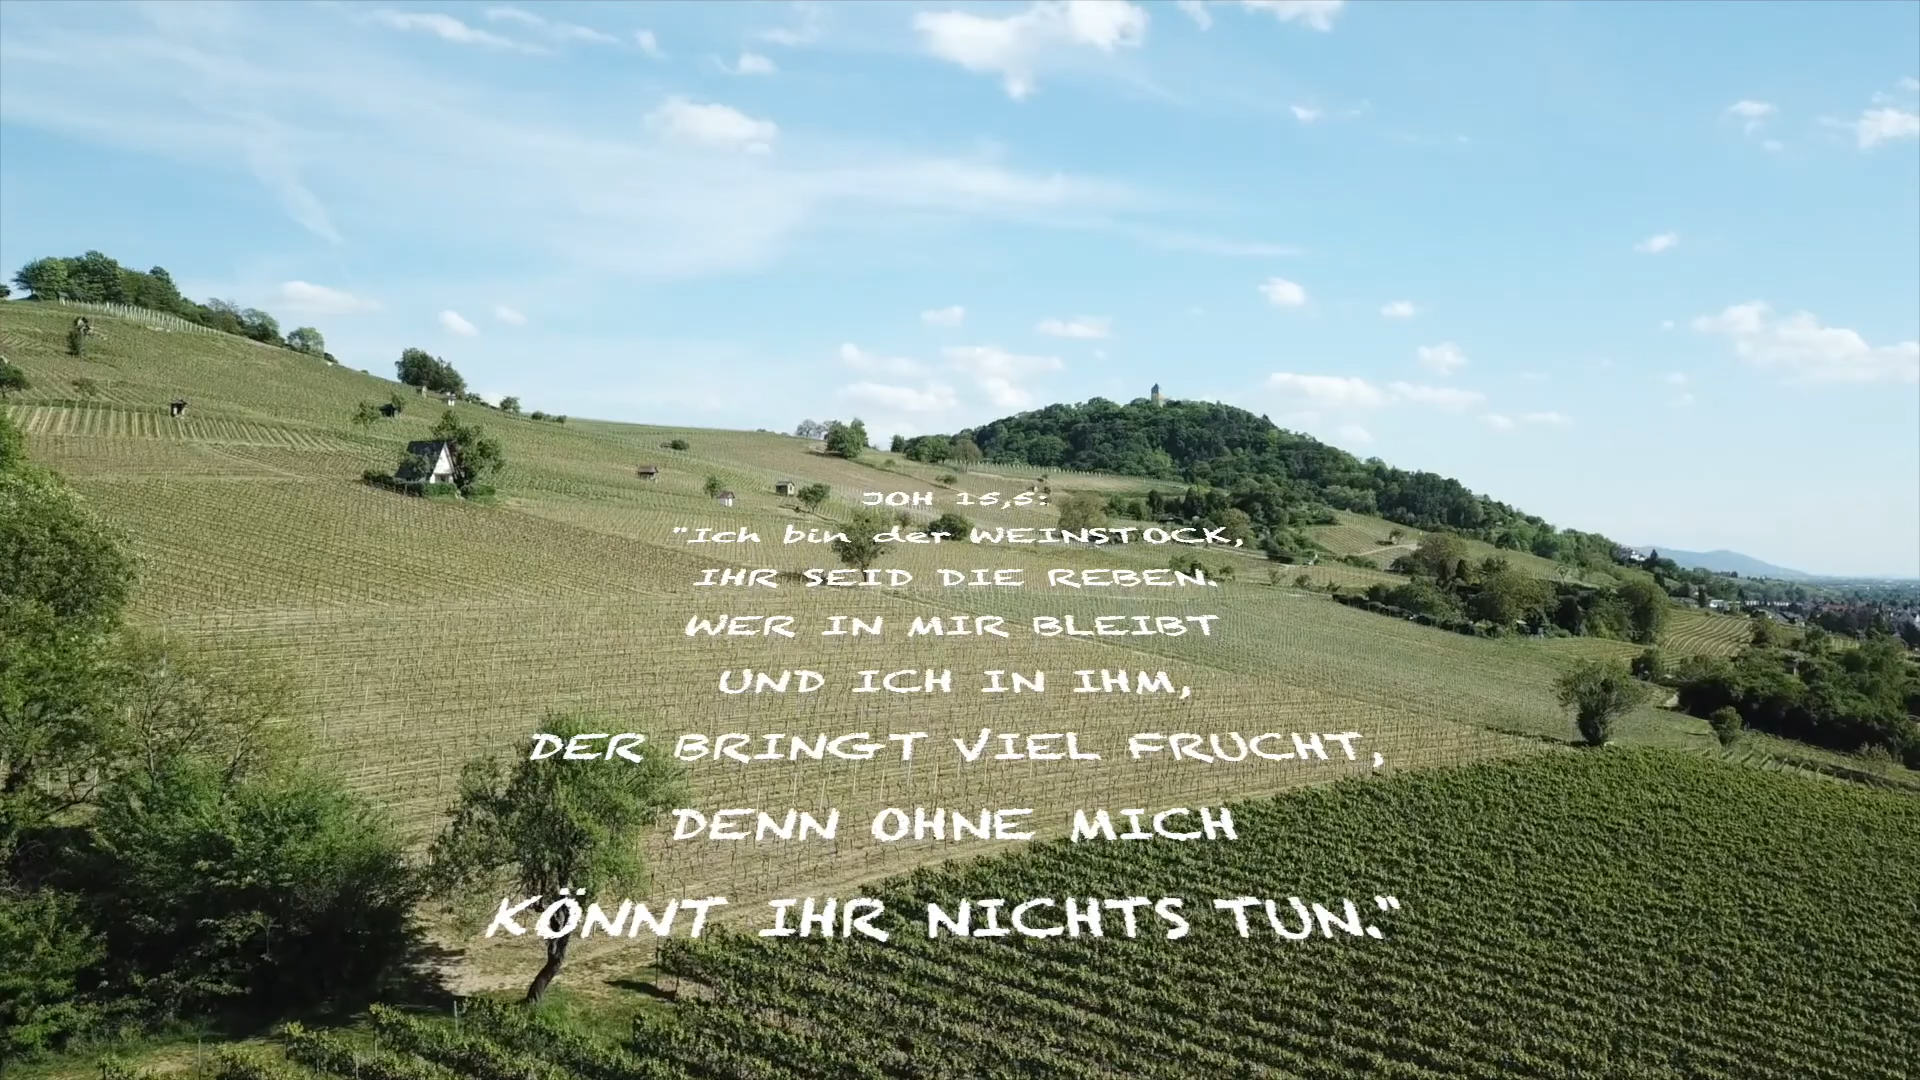 JOH 15,5:
"Ich bin der WEINSTOCK,
IHR SEID DIE REBEN.
WER IN MIR BLEIBT
UND ICH IN IHM,
DER BRINGT VIEL FRUCHT,
DENN OHNE MICH
KÖNNT IHR NICHTS TUN."